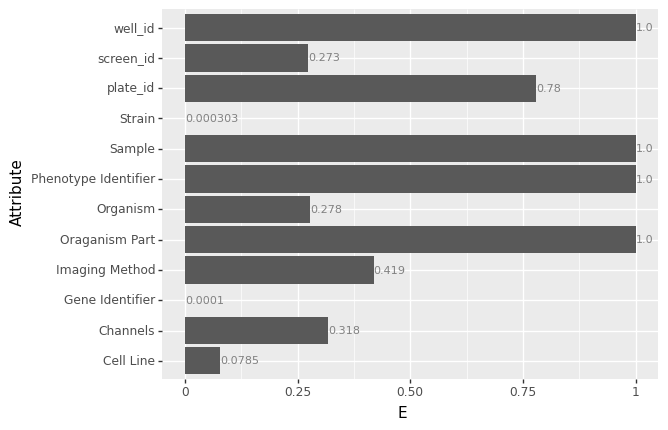 well_id
1.0
screen_id
0.273
plate_id
0.78
Strain
0.000303
Sample
1.0
Phenotype Identifier
1.0
Organism
0.278
Oraganism Part
1.0
Imaging Method
0.419
Gene Identifier
0.0001
Channels
0.318
Cell Line
0.0785
Attribute
0
0.25
0.50
0.75
1
E